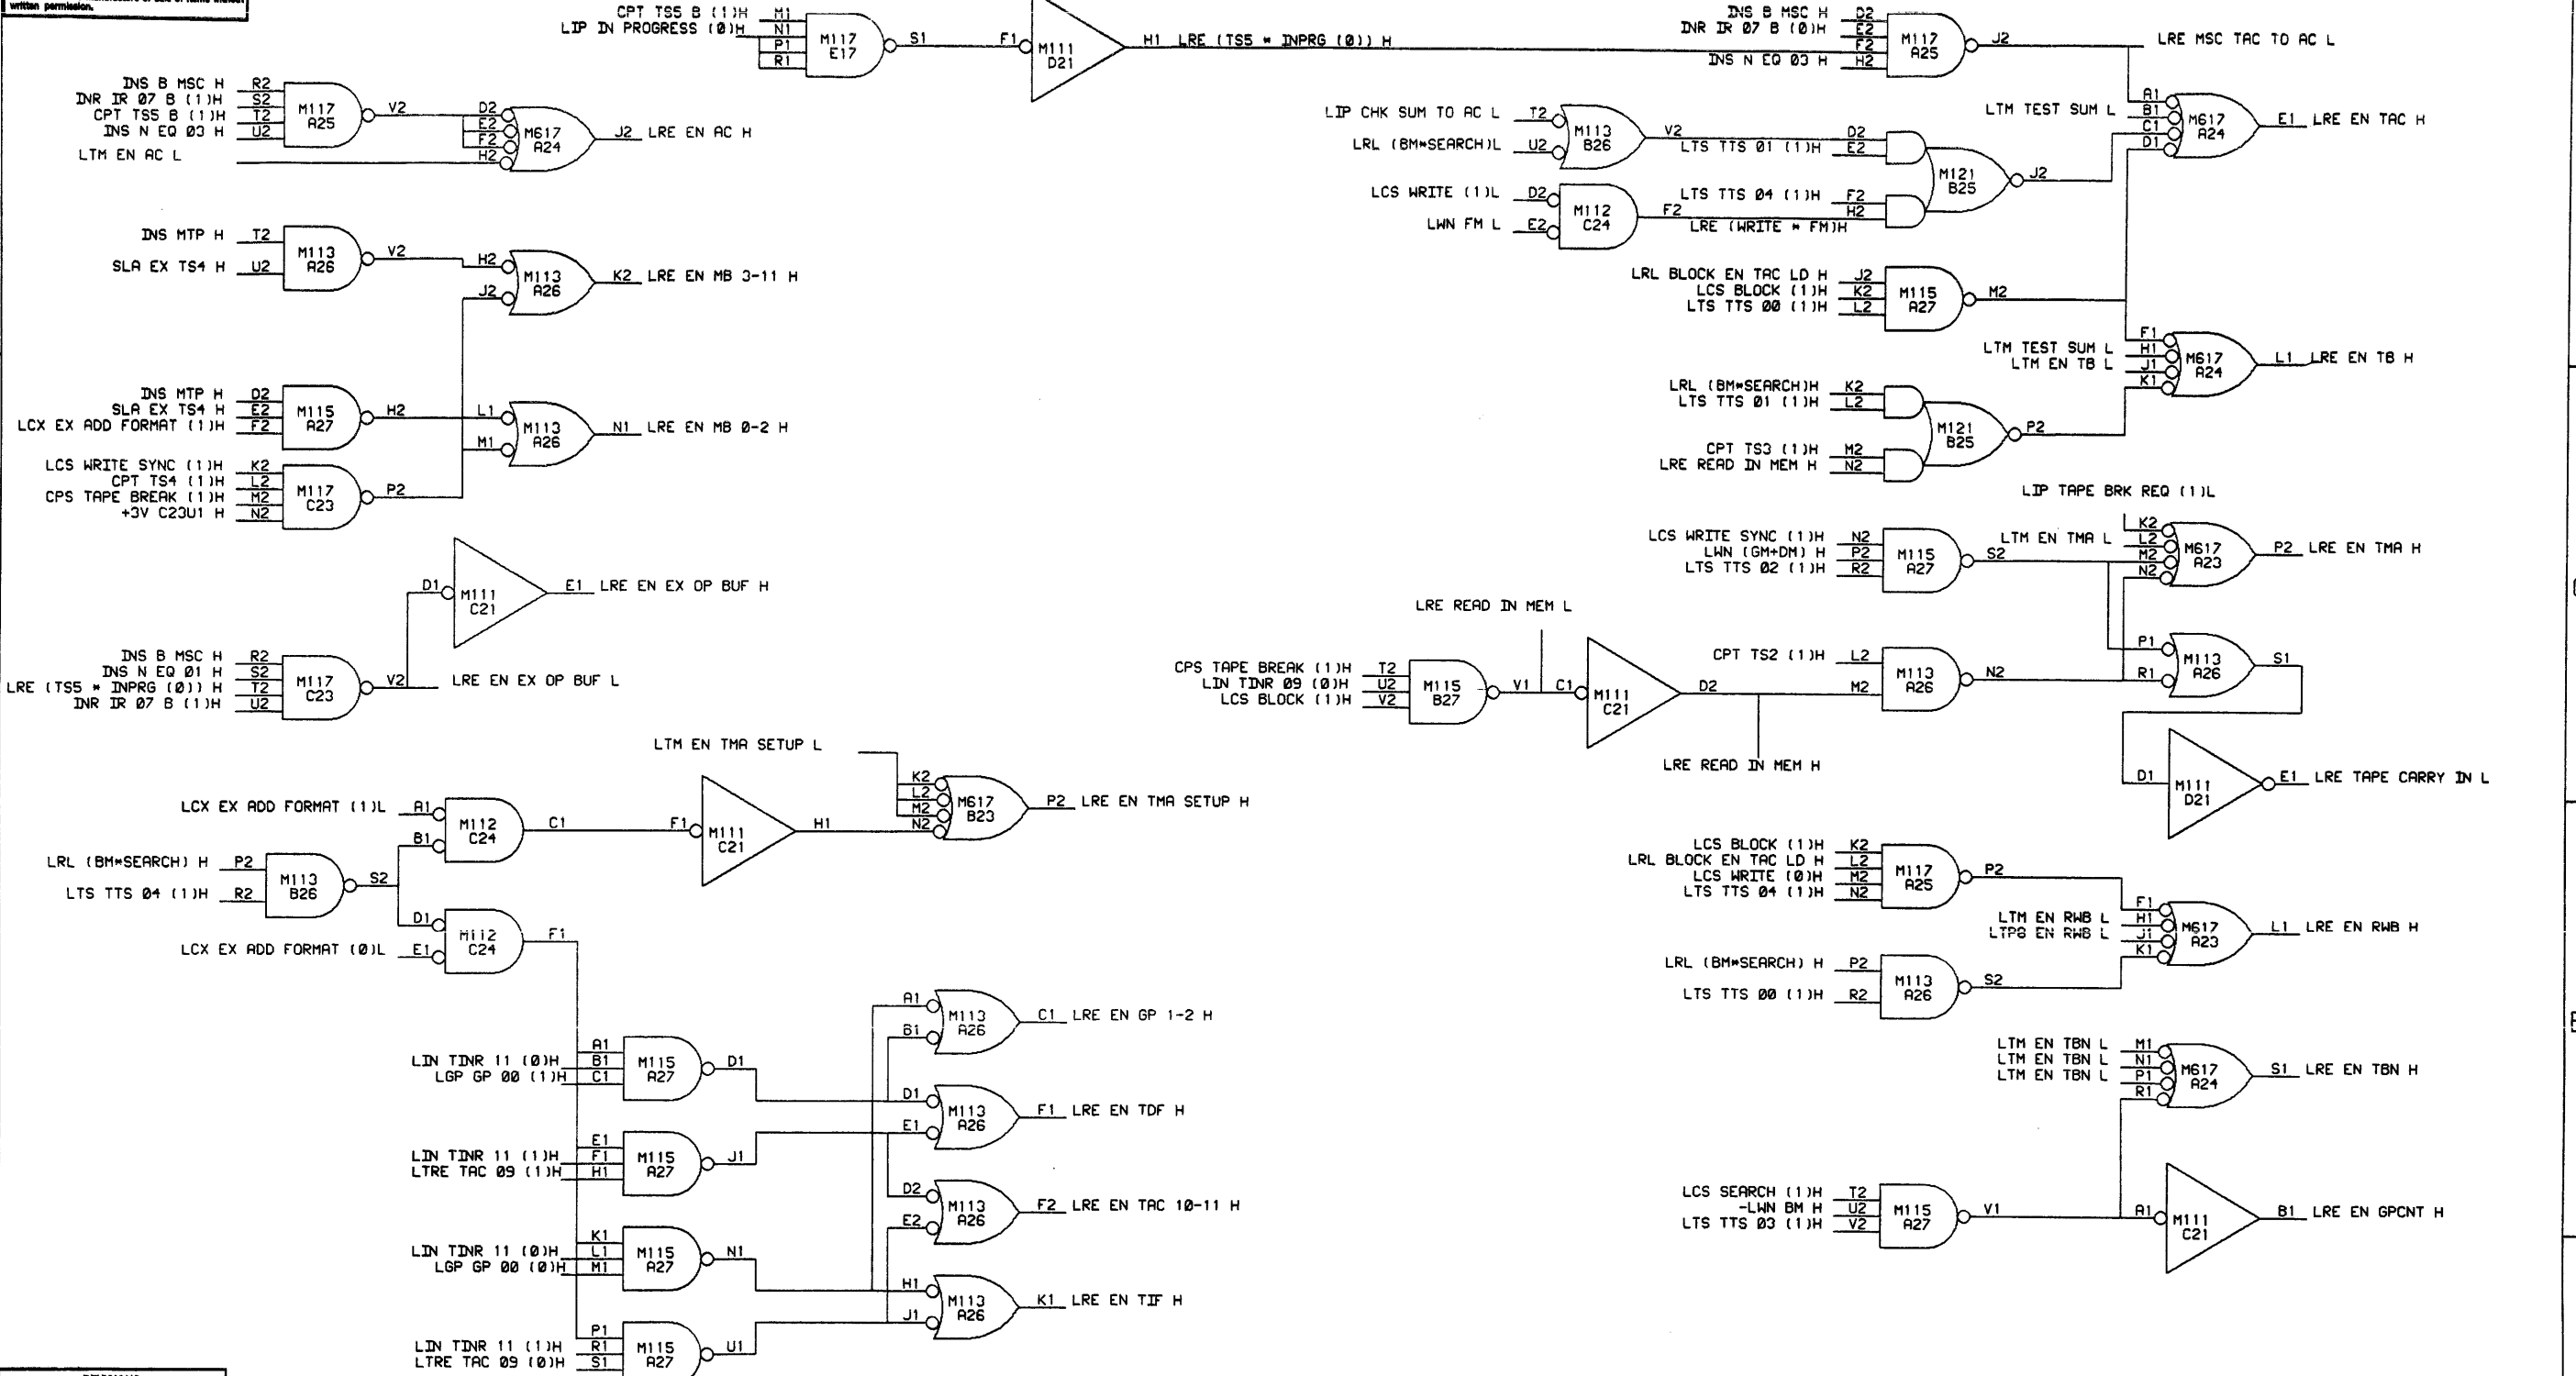 written permission.
CPT TS5 B (1)H M1
LIP IN PROGRESS (0)H N1
P1
R1
M117
E17
S1
F1
M111
D21
H1 LRE (TS5 * INPRG (0)) H
INS B MSC H D2
INR IR 07 B (0)H E2
F2
INS N EQ 03 H H2
M117
A25
J2
LRE MSC TAC TO AC L
INS B MSC H R2
INR IR 07 B (1)H S2
CPT TS5 B (1)H T2
INS N EQ 03 H U2
M117
A25
V2
LTM EN AC L
D2
E2
F2
H2
M617
A24
J2 LRE EN AC H
LIP CHK SUM TO AC L T2
LRL (BM*SEARCH)L U2
M113
B26
V2
D2
LTS TTS 01 (1)H E2
LCS WRITE (1)L D2
LWN FM L E2
M112
C24
F2
LTS TTS 04 (1)H F2
H2
LRE (WRITE * FM)H
M121
B25
J2
A1
LTM TEST SUM L B1
C1
D1
M617
A24
E1 LRE EN TAC H
INS MTP H T2
SLA EX TS4 H U2
M113
A26
V2
H2
J2
M113
A26
K2 LRE EN MB 3-11 H
LRL BLOCK EN TAC LD H J2
LCS BLOCK (1)H K2
LTS TTS 00 (1)H L2
M115
A27
M2
F1
LTM TEST SUM L H1
LTM EN TB L J1
K1
M617
A24
L1 LRE EN TB H
LRL (BM*SEARCH)H K2
LTS TTS 01 (1)H L2
CPT TS3 (1)H M2
LRE READ IN MEM H N2
M121
B25
P2
INS MTP H D2
SLA EX TS4 H E2
LCX EX ADD FORMAT (1)H F2
M115
A27
H2
L1
M1
M113
A26
N1 LRE EN MB 0-2 H
LCS WRITE SYNC (1)H K2
CPT TS4 (1)H L2
CPS TAPE BREAK (1)H M2
+3V C23U1 H N2
M117
C23
P2
LIP TAPE BRK REQ (1)L
LCS WRITE SYNC (1)H N2
LWN (GM+DM) H P2
LTS TTS 02 (1)H R2
M115
A27
S2
K2
LTM EN TMA L L2
M2
N2
M617
A23
P2 LRE EN TMA H
D1
M111
C21
E1 LRE EN EX OP BUF H
INS B MSC H R2
INS N EQ 01 H S2
LRE (TS5 * INPRG (0)) H T2
INR IR 07 B (1)H U2
M117
C23
V2
LRE EN EX OP BUF L
LRE READ IN MEM L
CPS TAPE BREAK (1)H T2
LIN TINR 09 (0)H U2
LCS BLOCK (1)H V2
M115
B27
V1
C1
M111
C21
D2
LRE READ IN MEM H
CPT TS2 (1)H L2
M2
M113
A26
N2
P1
R1
M113
A26
S1
D1
M111
D21
E1 LRE TAPE CARRY IN L
LTM EN TMA SETUP L
K2
L2
M2
N2
M617
B23
P2 LRE EN TMA SETUP H
LCX EX ADD FORMAT (1)L A1
B1
M112
C24
C1
F1
M111
C21
H1
LRL (BM*SEARCH) H P2
LTS TTS 04 (1)H R2
M113
B26
S2
D1
LCX EX ADD FORMAT (0)L E1
M112
C24
F1
LCS BLOCK (1)H K2
LRL BLOCK EN TAC LD H L2
LCS WRITE (0)H M2
LTS TTS 04 (1)H N2
M117
A25
P2
F1
LTM EN RWB L H1
LTPG EN RWB L J1
K1
M617
A23
L1 LRE EN RWB H
LRL (BM*SEARCH) H P2
LTS TTS 00 (1)H R2
M113
A26
S2
A1
B1
M113
A26
C1 LRE EN GP 1-2 H
A1
LIN TINR 11 (0)H B1
LGP GP 00 (1)H C1
M115
A27
D1
D1
E1
M113
A26
F1 LRE EN TDF H
E1
LIN TINR 11 (1)H F1
LTRE TAC 09 (1)H H1
M115
A27
J1
D2
E2
M113
A26
F2 LRE EN TAC 10-11 H
K1
LIN TINR 11 (0)H L1
LGP GP 00 (0)H M1
M115
A27
N1
H1
J1
M113
A26
K1 LRE EN TIF H
P1
LIN TINR 11 (1)H R1
LTRE TAC 09 (0)H S1
M115
A27
U1
LTM EN TBN L M1
LTM EN TBN L N1
LTM EN TBN L P1
R1
M617
A24
S1 LRE EN TBN H
LCS SEARCH (1)H T2
-LWN BM H U2
LTS TTS 03 (1)H V2
M115
A27
V1
A1
M111
C21
B1 LRE EN GPCNT H